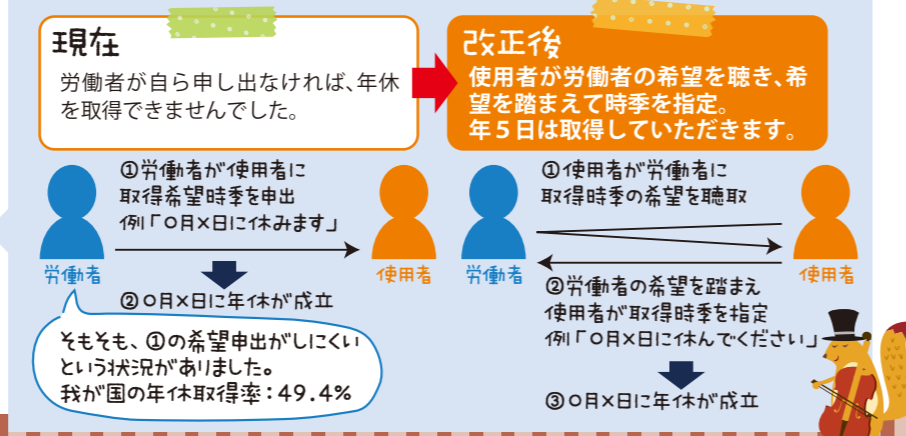 現在
労働者が自ら申し出なければ、年休
を取得できませんでした。
改正後
使用者が労働者の希望を聴き、希
望を踏まえて時季を指定。
年５日は取得していただきます。
①労働者が使用者に
取得希望時季を申出
例「〇月×日に休みます」
労働者
使用者
②〇月×日に年休が成立
そもそも、①の希望申出がしにくい
という状況がありました。
我が国の年休取得率：49.4%
①使用者が労働者に
取得時季の希望を聴取
労働者
使用者
②労働者の希望を踏まえ
使用者が取得時季を指定
例「〇月×日に休んでください」
③〇月×日に年休が成立